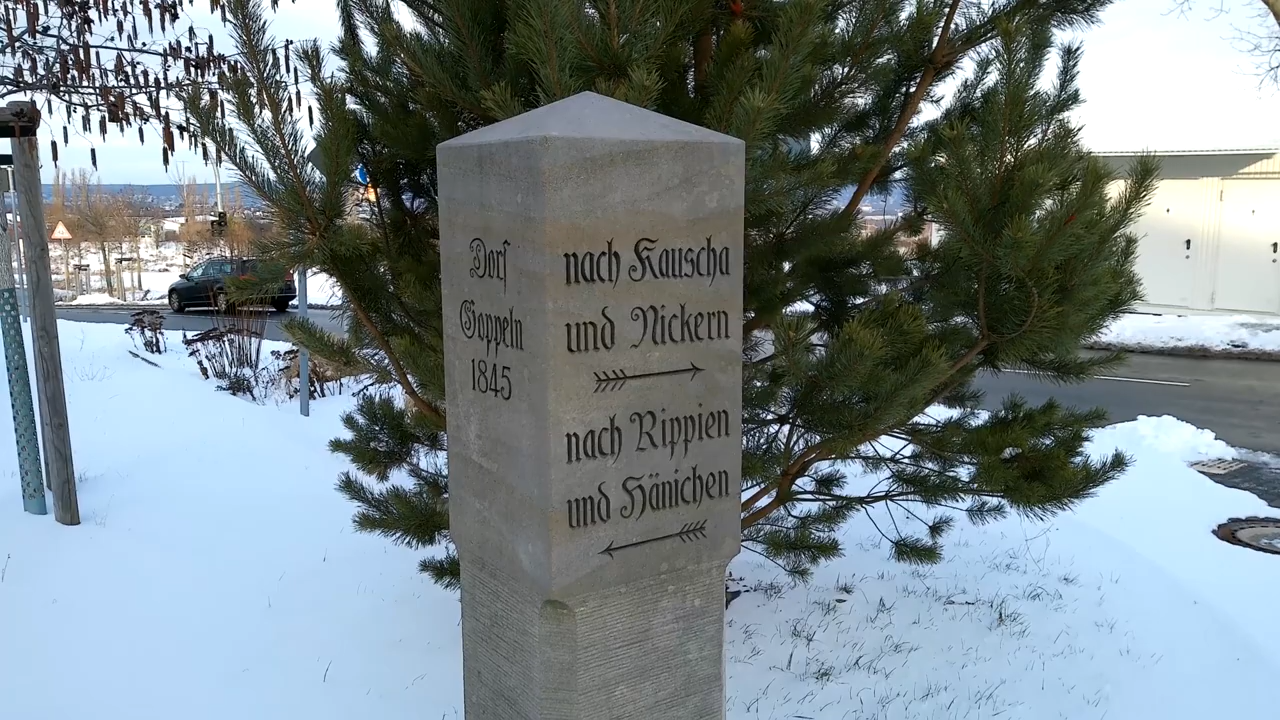 Dorf
Goppeln
1845
nach Kauscha
und Nickern
nach Rippien
und Hänichen